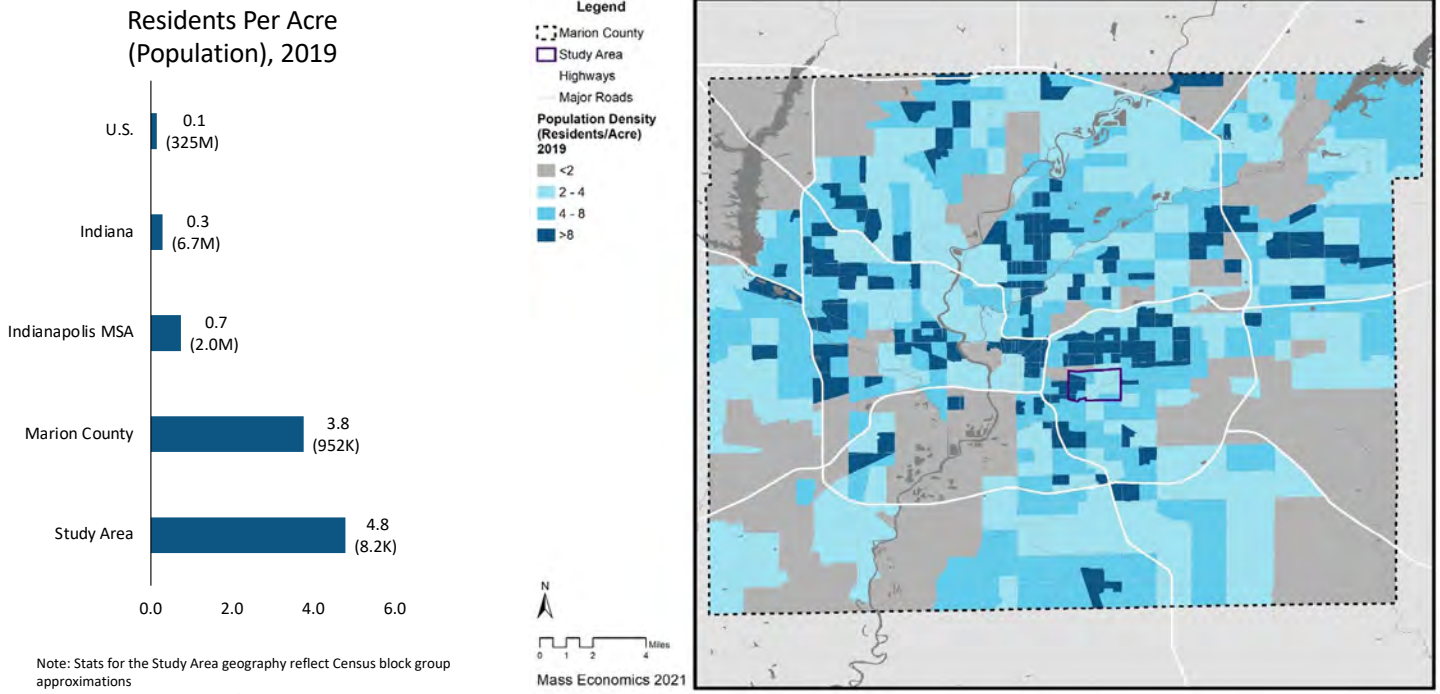 Residents Per Acre
(Population), 2019
U.S.
0.1
(325M)
Indiana
0.3
(6.7M)
Indianapolis MSA
0.7
(2.0M)
Marion County
3.8
(952K)
Study Area
4.8
(8.2K)
0.0 2.0 4.0 6.0
Note: Stats for the Study Area geography reflect Census block group
approximations
Legend
Marion County
Study Area
Highways
Major Roads
Population Density
(Residents/Acre)
2019
<2
2 - 4
4 - 8
>8
N
Miles
0 1 2 4
Mass Economics 2021